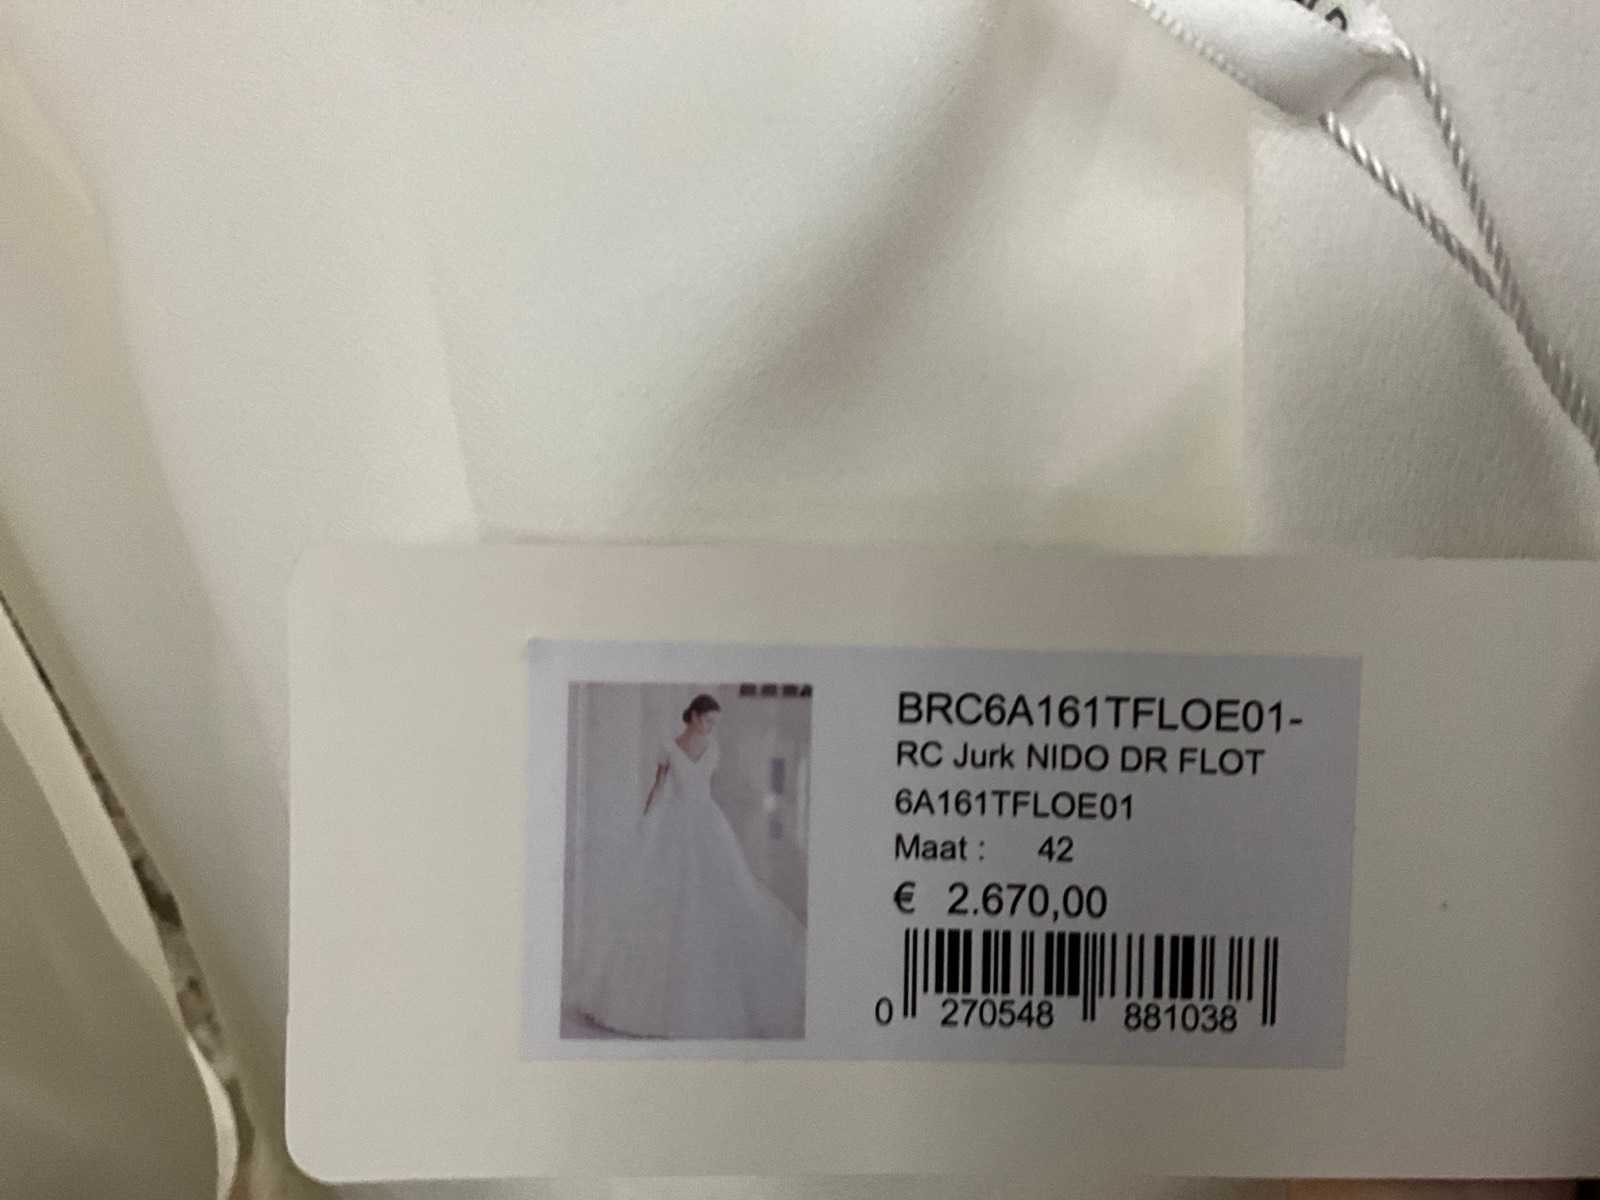 BRC6A161TFLOE01-
RC Jurk NIDO DR FLOT
6A161TFLOE01
Maat : 42
€ 2.670,00
0 270548 881038